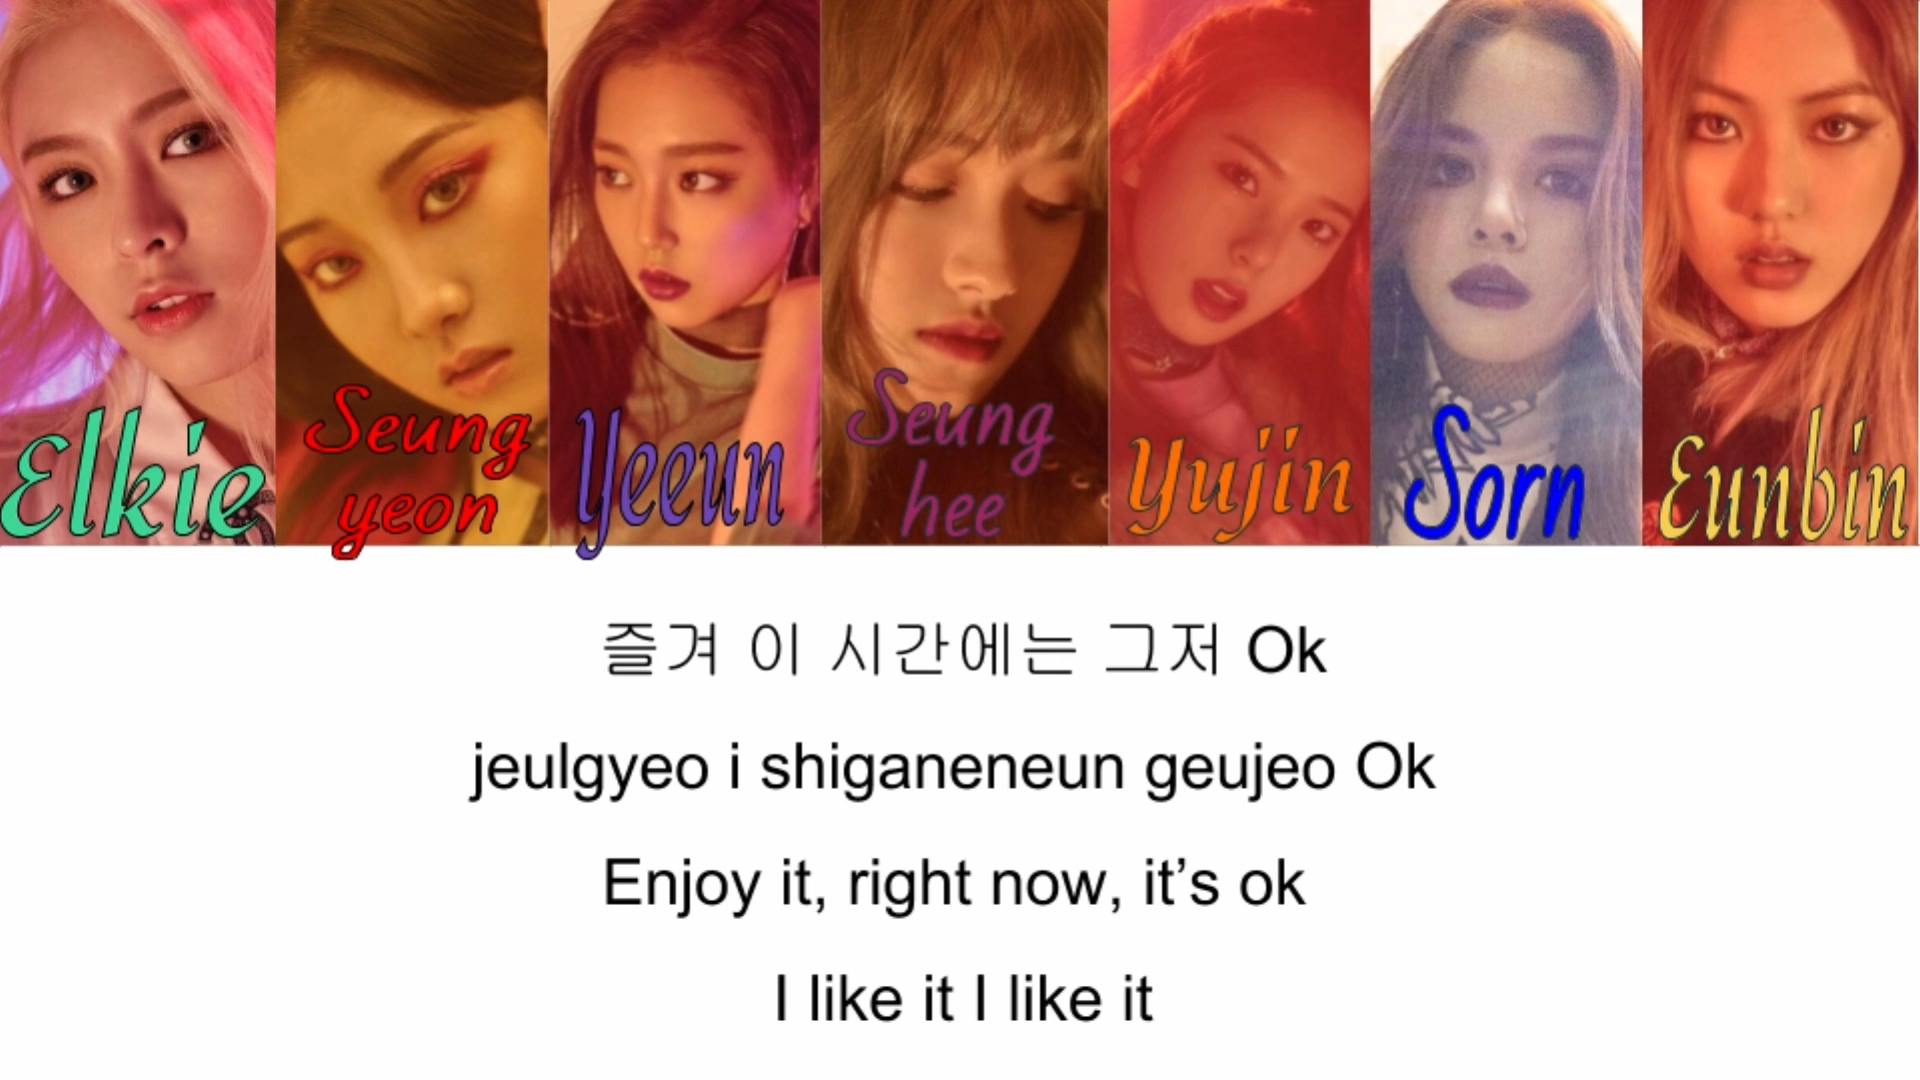 Elkie
Seung
yeon
Yeeun
Seung
hee
Yujin
Sorn
Eunbin
즐겨 이 시간에는 그저 Ok
jeulgyeo i shiganeneun geujeo Ok
Enjoy it, right now, it’s ok
I like it I like it